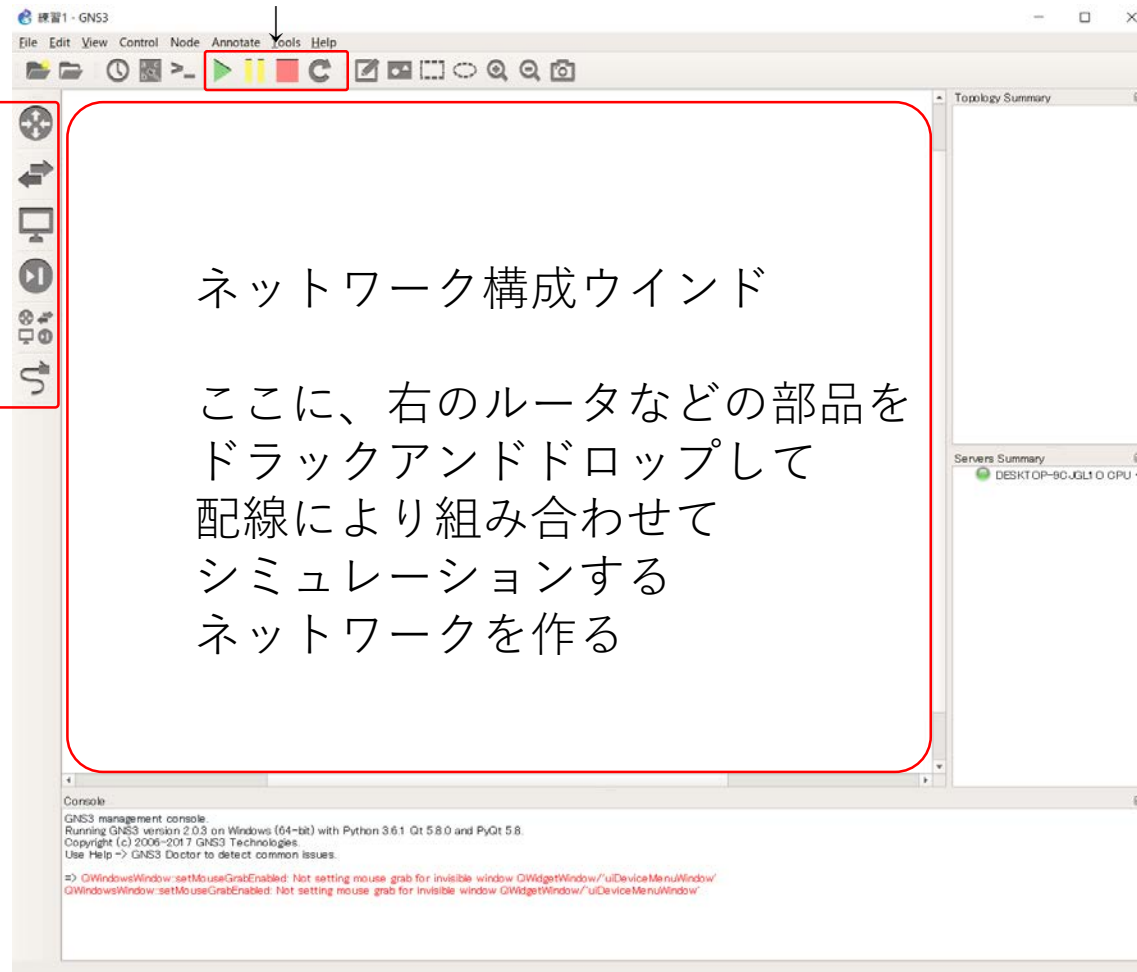 練習1 - GNS3
File Edit View Control Node Annotate Tools Help
Topology Summary
ネットワーク構成ウインド
ここに、右のルータなどの部品を
ドラックアンドドロップして
配線により組み合わせて
シミュレーションする
ネットワークを作る
Servers Summary
DESKTOP-9CJGL1O CPU
Console
GNS3 management console.
Running GNS3 version 2.0.3 on Windows (64-bit) with Python 3.6.1 Qt 5.8.0 and PyQt 5.8.
Copyright (c) 2006-2017 GNS3 Technologies.
Use Help -> GNS3 Doctor to detect common issues.
=> QWindowsWindow::setMouseGrabEnabled: Not setting mouse grab for invisible window QWidgetWindow/'uiDeviceMenuWindow'
QWindowsWindow::setMouseGrabEnabled: Not setting mouse grab for invisible window QWidgetWindow/'uiDeviceMenuWindow'